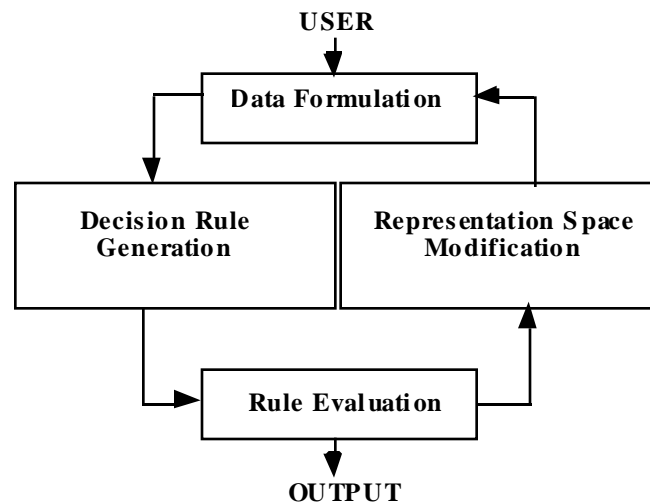 USER
Data Formulation
Decision Rule
Generation
Representation Space
Modification
Rule Evaluation
OUTPUT